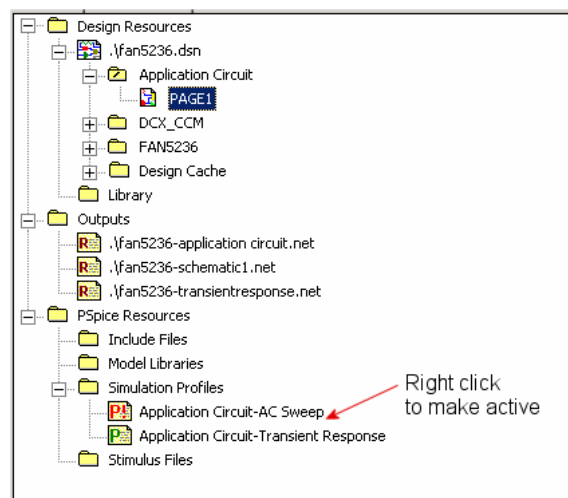 Design Resources
.\fan5236.dsn
Application Circuit
PAGE1
DCX_CCM
FAN5236
Design Cache
Library
Outputs
.\fan5236-application circuit.net
.\fan5236-schematic1.net
.\fan5236-transientresponse.net
PSpice Resources
Include Files
Model Libraries
Simulation Profiles
Application Circuit-AC Sweep
Application Circuit-Transient Response
Stimulus Files
Right click
to make active